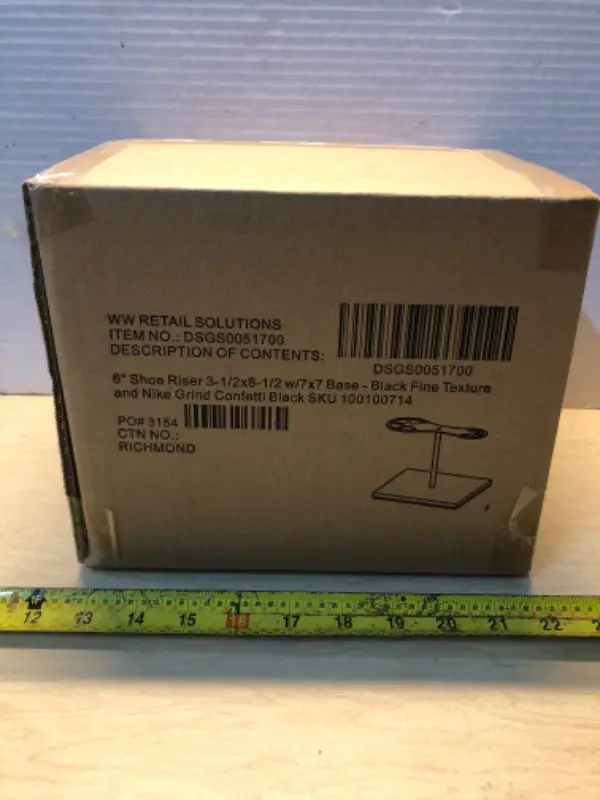 WW RETAIL SOLUTIONS
ITEM NO.: DSGS0051700
DESCRIPTION OF CONTENTS:
DSGS0051700
6" Shoe Riser 3-1/2x8-1/2 w/7x7 Base - Black Fine Texture
and Nike Grind Confetti Black SKU 100100714
PO# 3154
CTN NO.:
RICHMOND
12 13 14 15 16 17 18 19 20 21 22